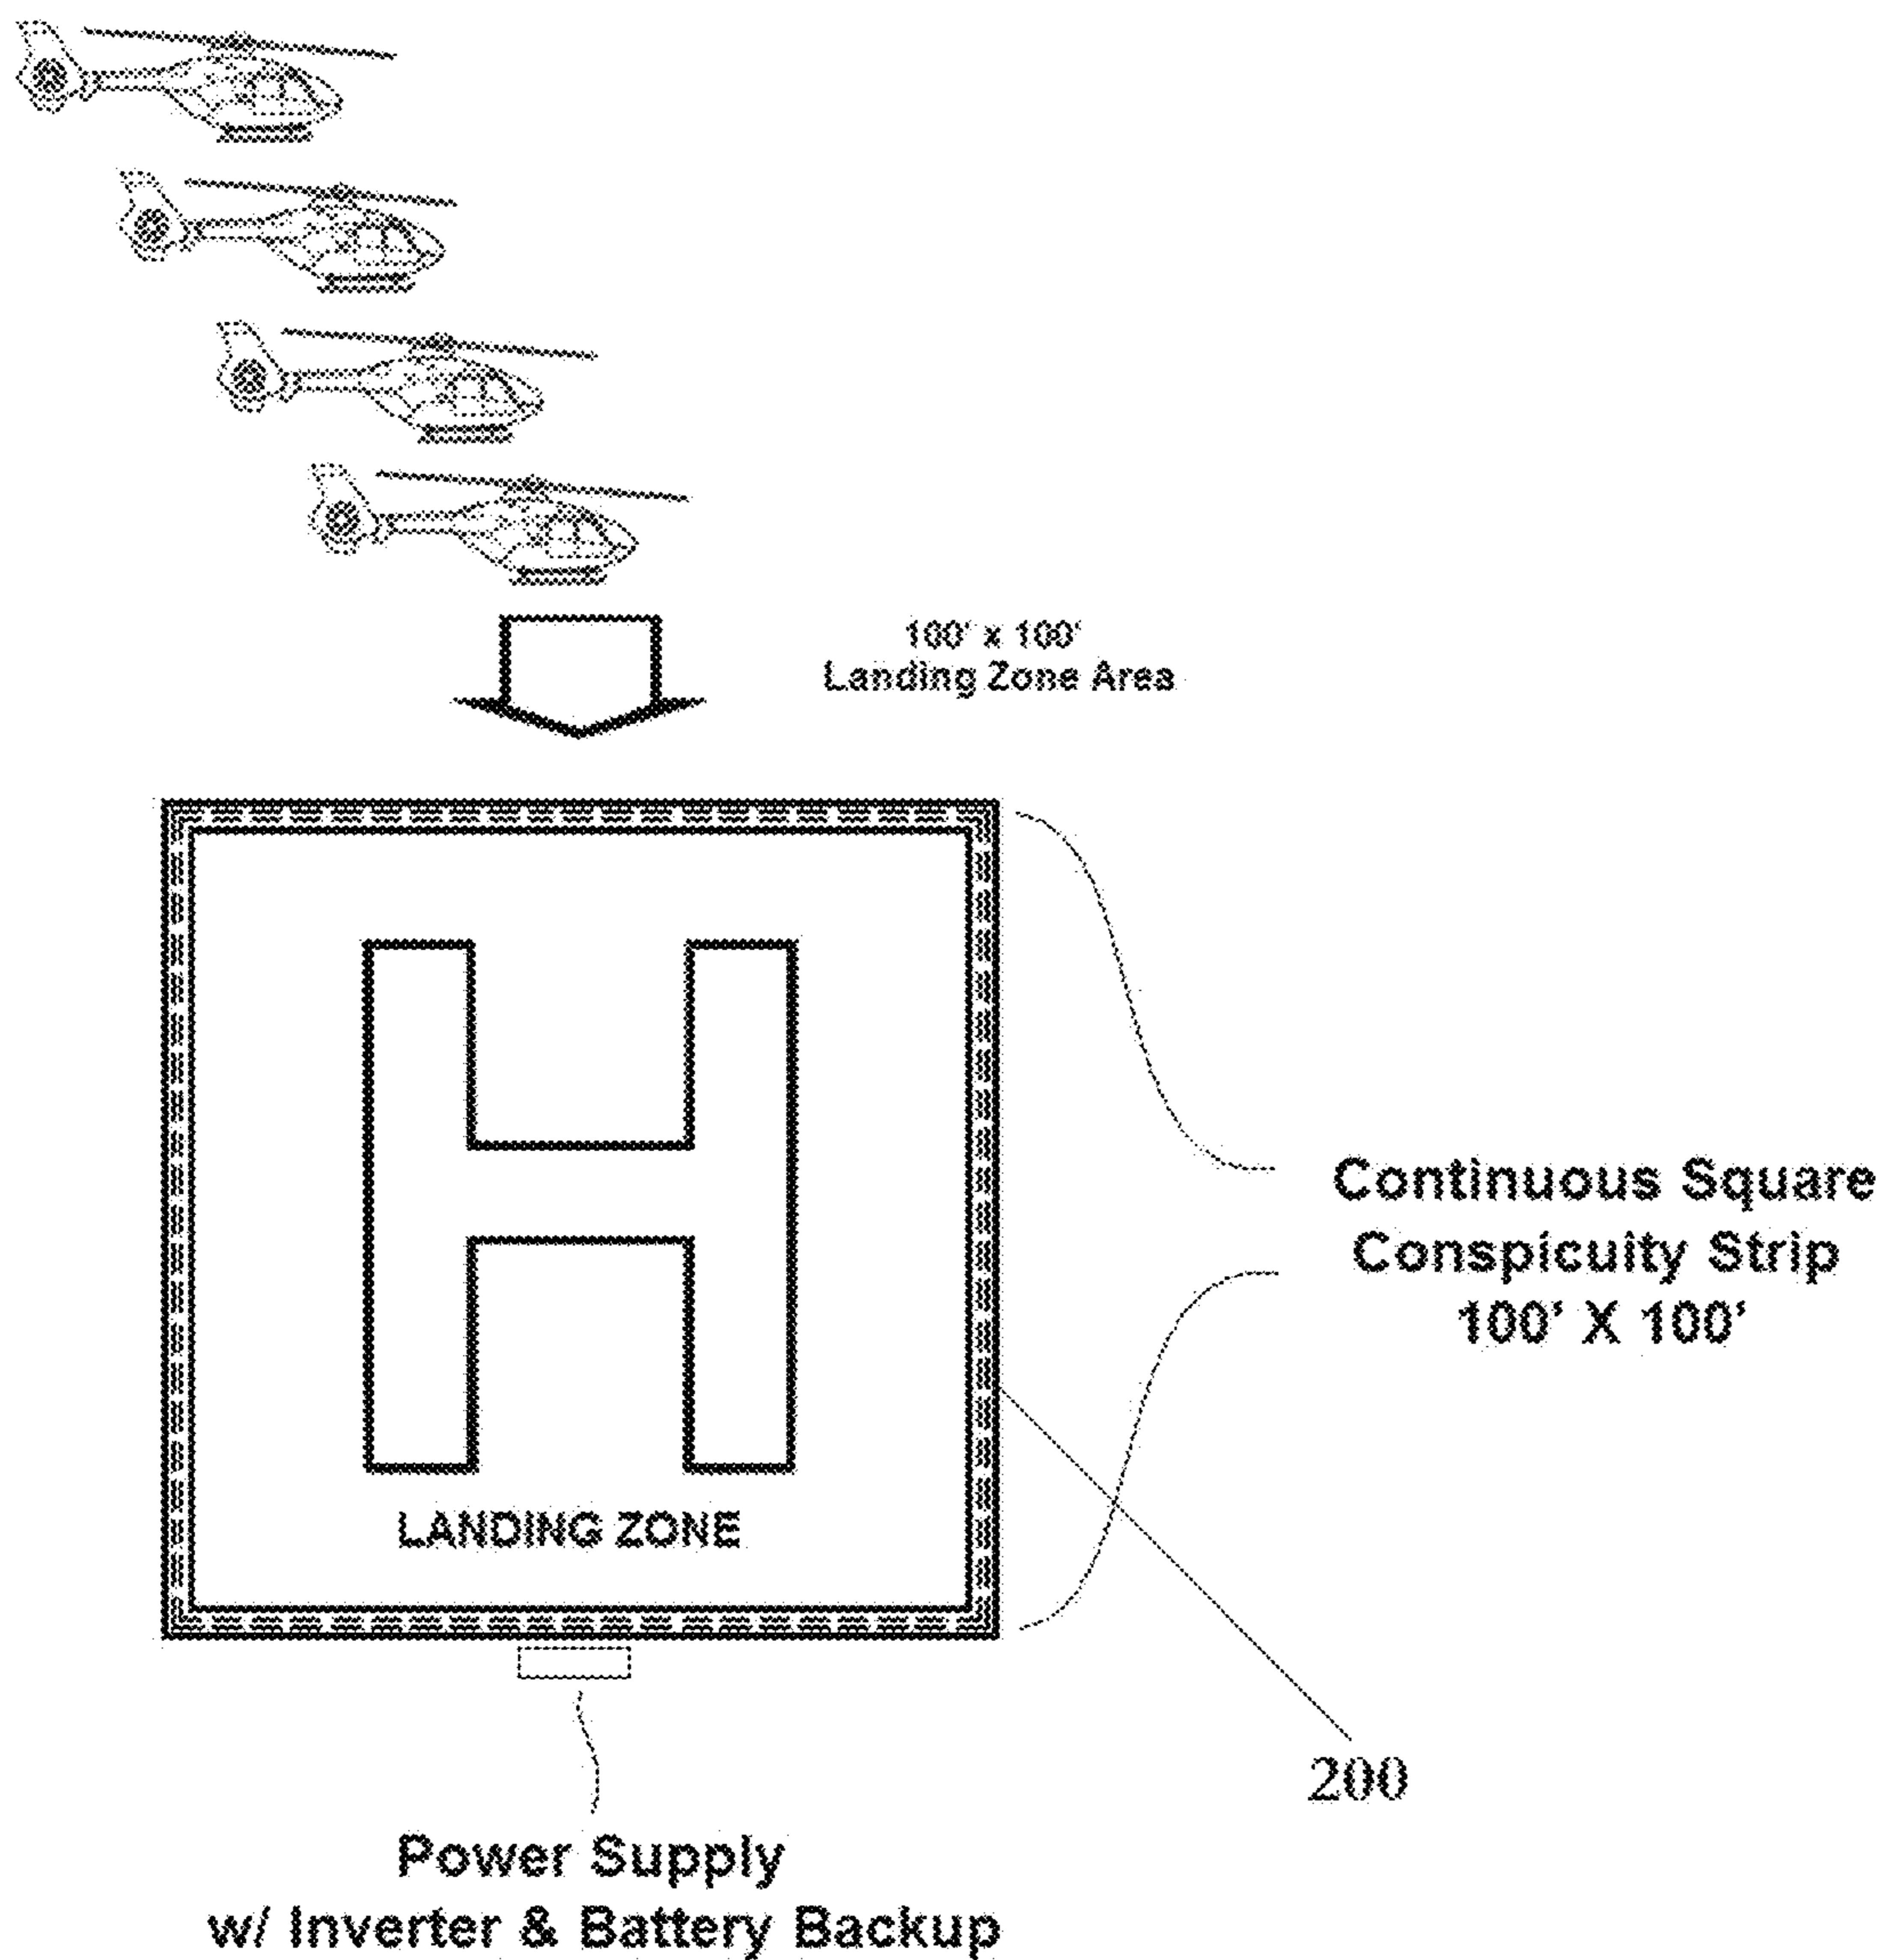 100' x 100'
Landing Zone Area
H
LANDING ZONE
Continuous Square
Conspicuity Strip
100' X 100'
200
Power Supply
w/ Inverter & Battery Backup